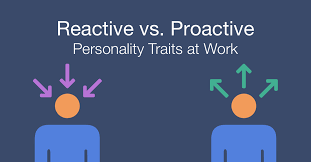 Reactive vs. Proactive
Personality Traits at Work